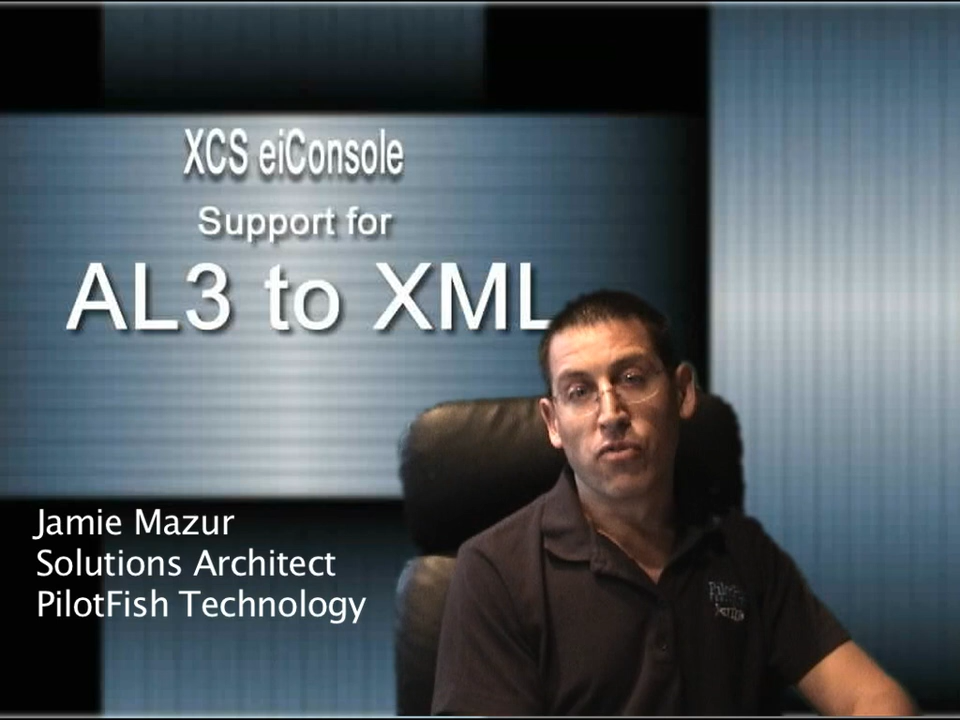 XCS eiConsole
Support for
AL3 to XML
Jamie Mazur
Solutions Architect
PilotFish Technology